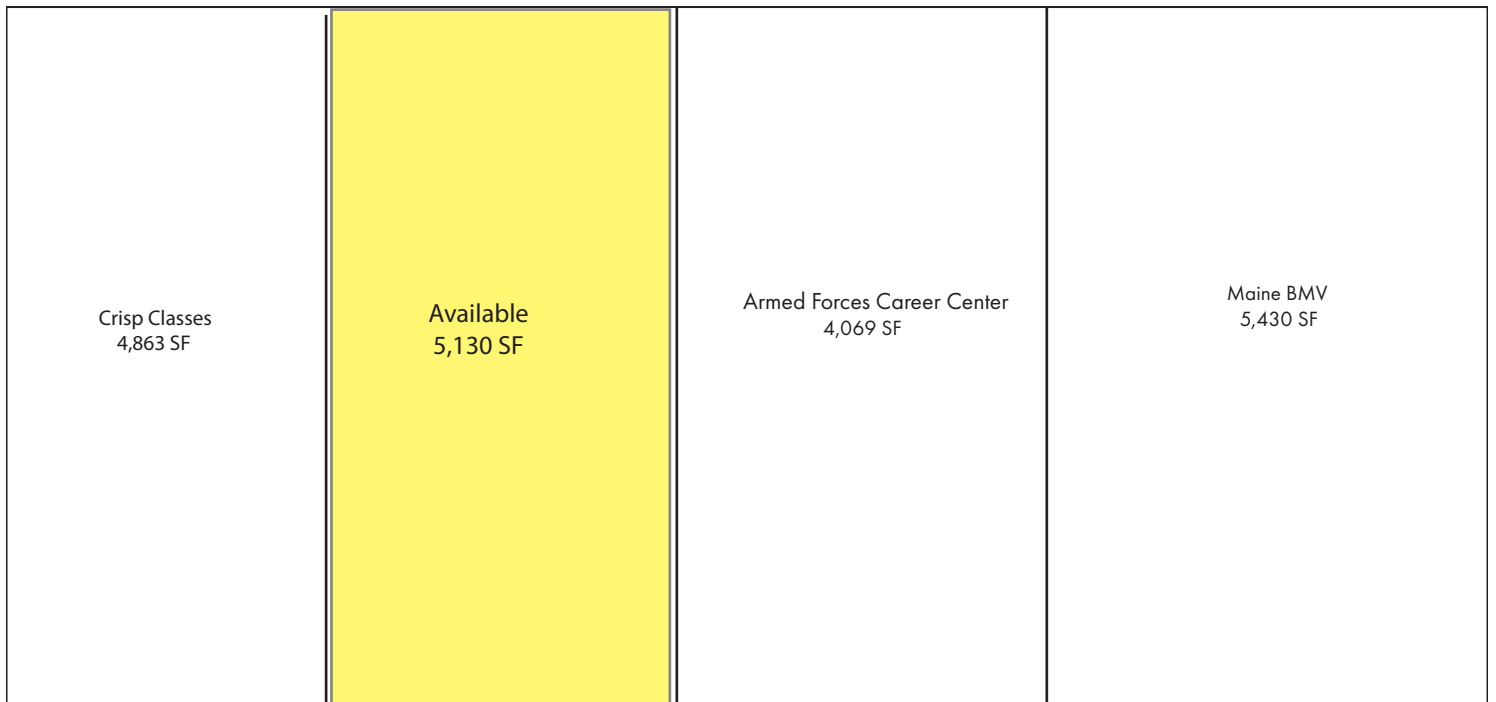 Crisp Classes
4,863 SF
Available
5,130 SF
Armed Forces Career Center
4,069 SF
Maine BMV
5,430 SF